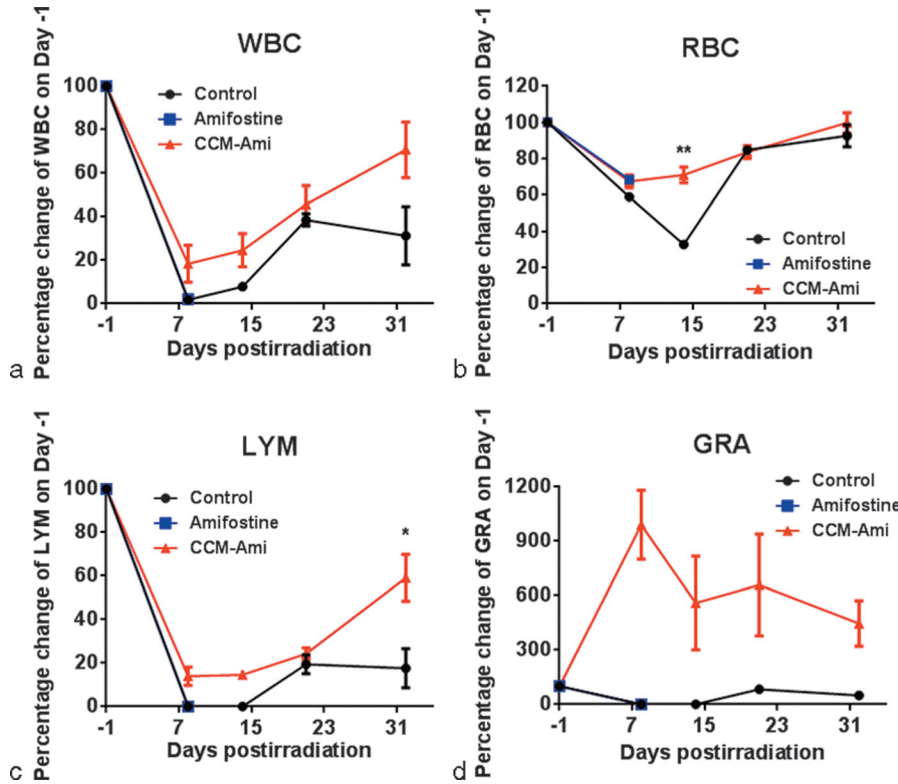 WBC
Percentage change of WBC on Day -1
100
80
60
40
20
0
Control
Amifostine
CCM-Ami
-1 7 15 23 31
Days postirradiation
a
RBC
Percentage change of RBC on Day -1
120
100
80
60
40
20
0
**
Control
Amifostine
CCM-Ami
-1 7 15 23 31
Days postirradiation
b
LYM
Percentage change of LYM on Day -1
100
80
60
40
20
0
Control
Amifostine
CCM-Ami
*
-1 7 15 23 31
Days postirradiation
c
GRA
Percentage change of GRA on Day -1
1200
900
600
300
0
Control
Amifostine
CCM-Ami
-1 7 15 23 31
Days postirradiation
d